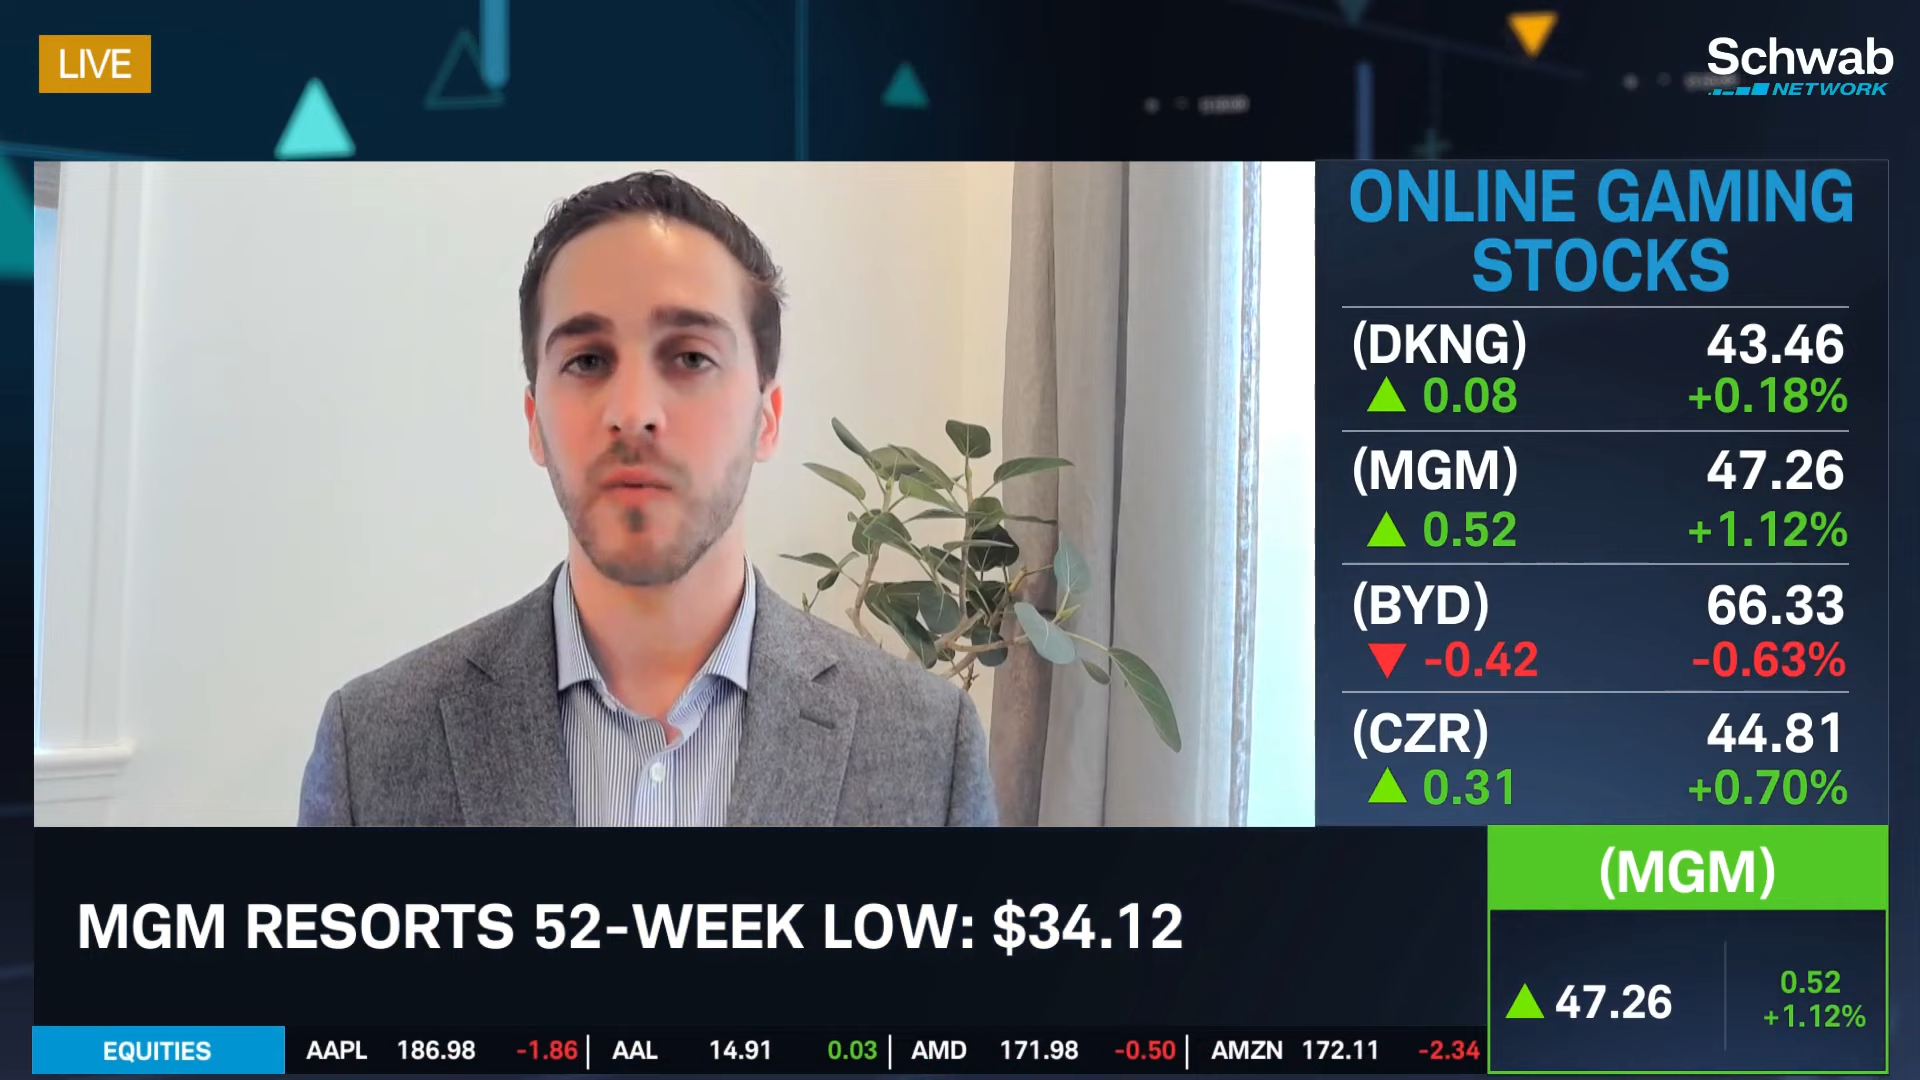 LIVE
Schwab
NETWORK
ONLINE GAMING
STOCKS
(DKNG) 43.46
▲ 0.08 +0.18%
(MGM) 47.26
▲ 0.52 +1.12%
(BYD) 66.33
▼ -0.42 -0.63%
(CZR) 44.81
▲ 0.31 +0.70%
MGM RESORTS 52-WEEK LOW: $34.12
(MGM)
▲ 47.26
0.52
+1.12%
EQUITIES AAPL 186.98 -1.86 | AAL 14.91 0.03 | AMD 171.98 -0.50 | AMZN 172.11 -2.34